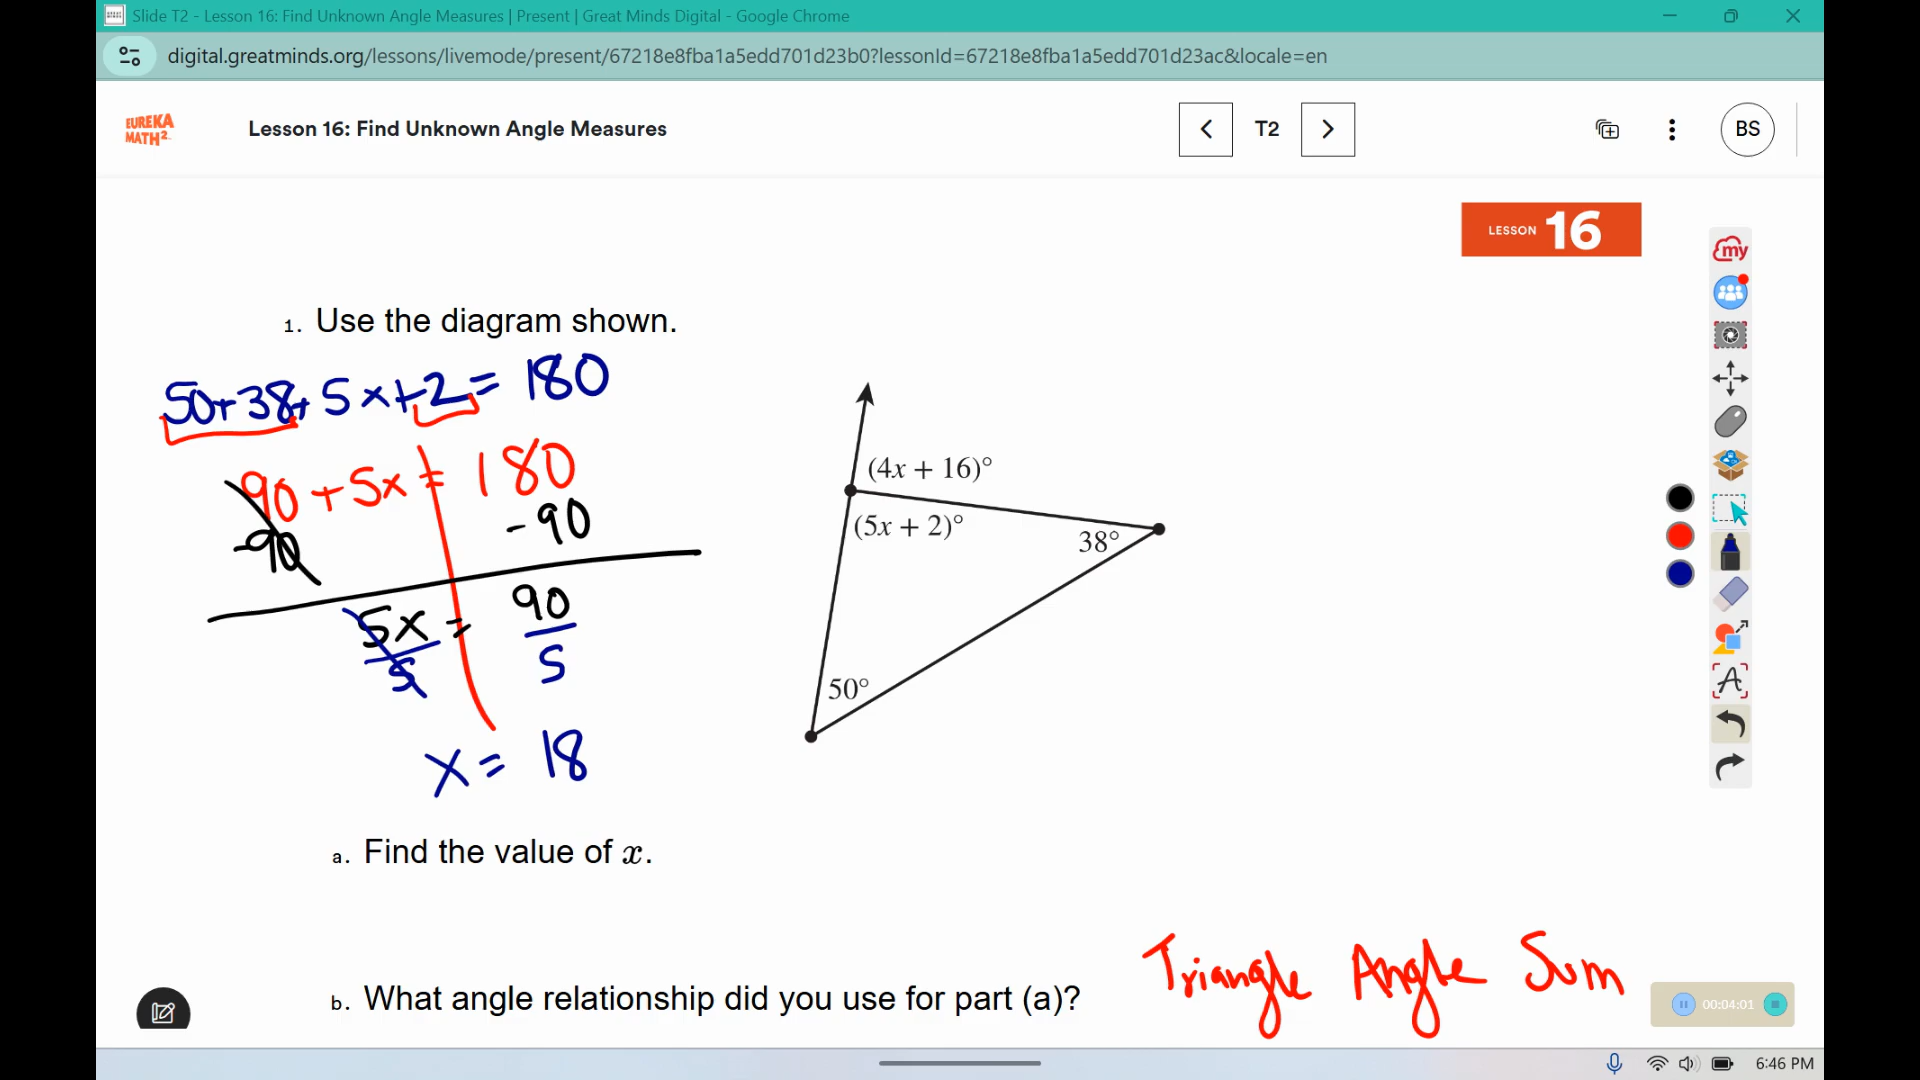 Slide T2 - Lesson 16: Find Unknown Angle Measures | Present | Great Minds Digital - Google Chrome
digital.greatminds.org/lessons/livemode/present/67218e8fba1a5edd701d23b0?lessonId=67218e8fba1a5edd701d23ac&locale=en
EUREKA
MATH²
Lesson 16: Find Unknown Angle Measures
T2
BS
LESSON 16
my
1. Use the diagram shown.
50+38+5x+2=180
90+5x=180
-90 -90
5x = 90
5 5
x = 18
(4x + 16)°
(5x + 2)°
38°
50°
a. Find the value of x.
b. What angle relationship did you use for part (a)?
Triangle Angle Sum
A
00:04:01
6:46 PM